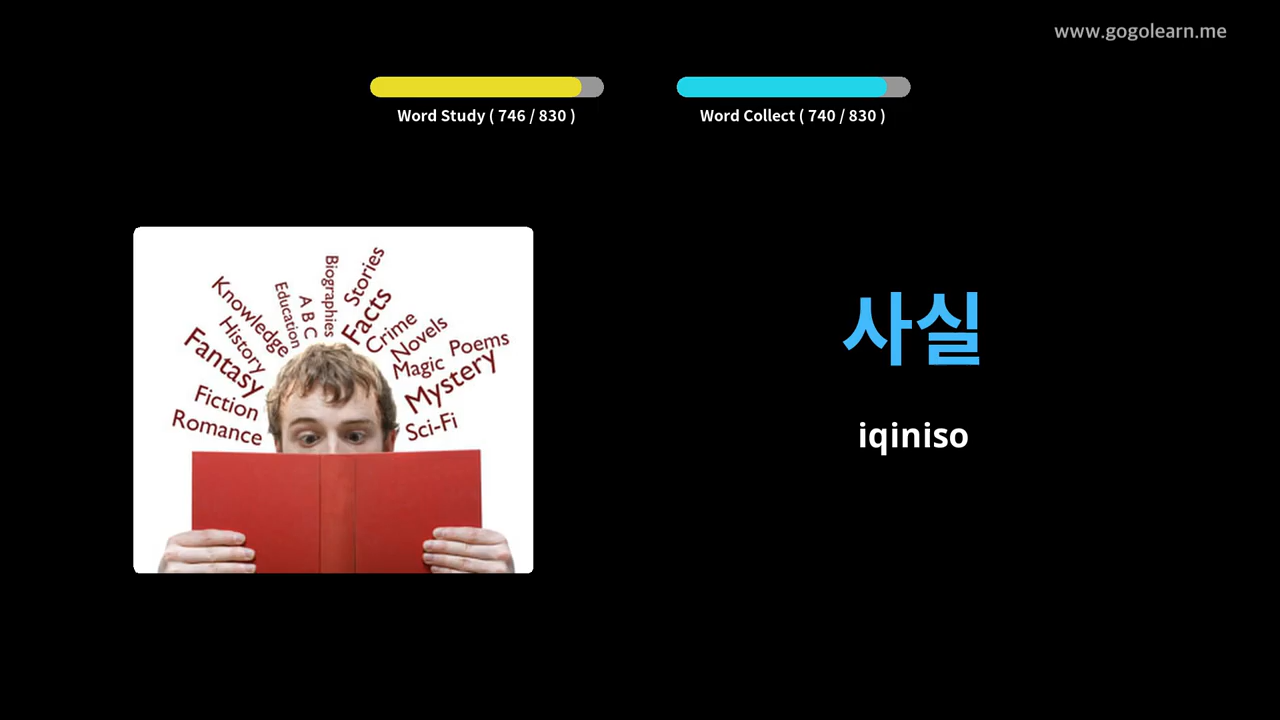 www.gogolearn.me
Word Study ( 746 / 830 )
Word Collect ( 740 / 830 )
Knowledge
Education
A B C
Biographies
Stories
Facts
History
Crime
Novels
Fantasy
Magic
Poems
Mystery
Fiction
Romance
Sci-Fi
사실
iqiniso